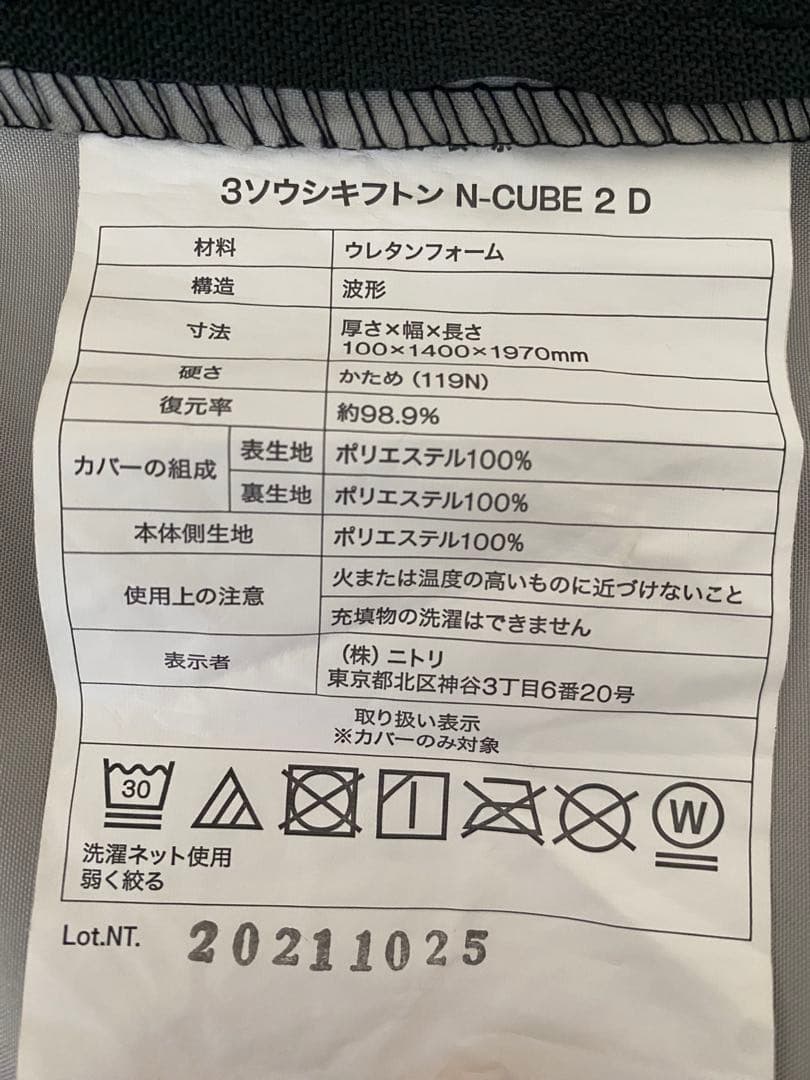 3ソウシキフトン N-CUBE 2 D
材料 ウレタンフォーム
構造 波形
寸法 厚さ×幅×長さ
100×1400×1970mm
硬さ かため（119N）
復元率 約98.9%
カバーの組成 表生地 ポリエステル100%
裏生地 ポリエステル100%
本体側生地 ポリエステル100%
使用上の注意 火または温度の高いものに近づけないこと
充填物の洗濯はできません
表示者 （株）ニトリ
東京都北区神谷3丁目6番20号
取り扱い表示
※カバーのみ対象
30 W
洗濯ネット使用
弱く絞る
Lot.NT. 20211025